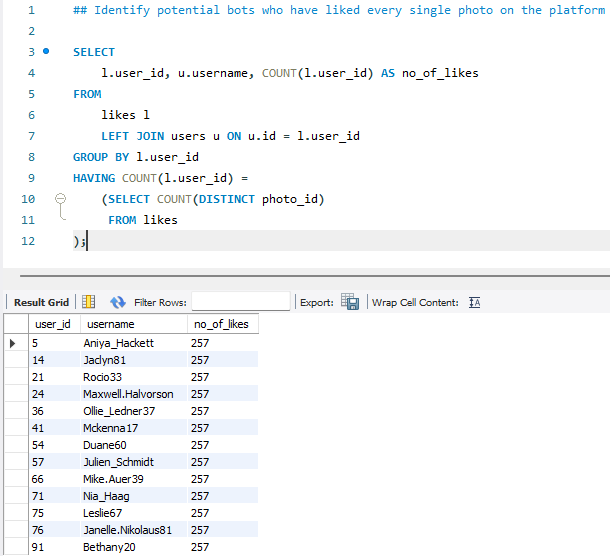 1 ## Identify potential bots who have liked every single photo on the platform
2
3 SELECT
4 l.user_id, u.username, COUNT(l.user_id) AS no_of_likes
5 FROM
6 likes l
7 LEFT JOIN users u ON u.id = l.user_id
8 GROUP BY l.user_id
9 HAVING COUNT(l.user_id) =
10 (SELECT COUNT(DISTINCT photo_id)
11 FROM likes
12 );
Result Grid Filter Rows: Export: Wrap Cell Content: IA
user_id username no_of_likes
5 Aniya_Hackett 257
14 Jaclyn81 257
21 Rocio33 257
24 Maxwell.Halvorson 257
36 Ollie_Ledner37 257
41 Mckenna17 257
54 Duane60 257
57 Julien_Schmidt 257
66 Mike.Auer39 257
71 Nia_Haag 257
75 Leslie67 257
76 Janelle.Nikolaus81 257
91 Bethany20 257